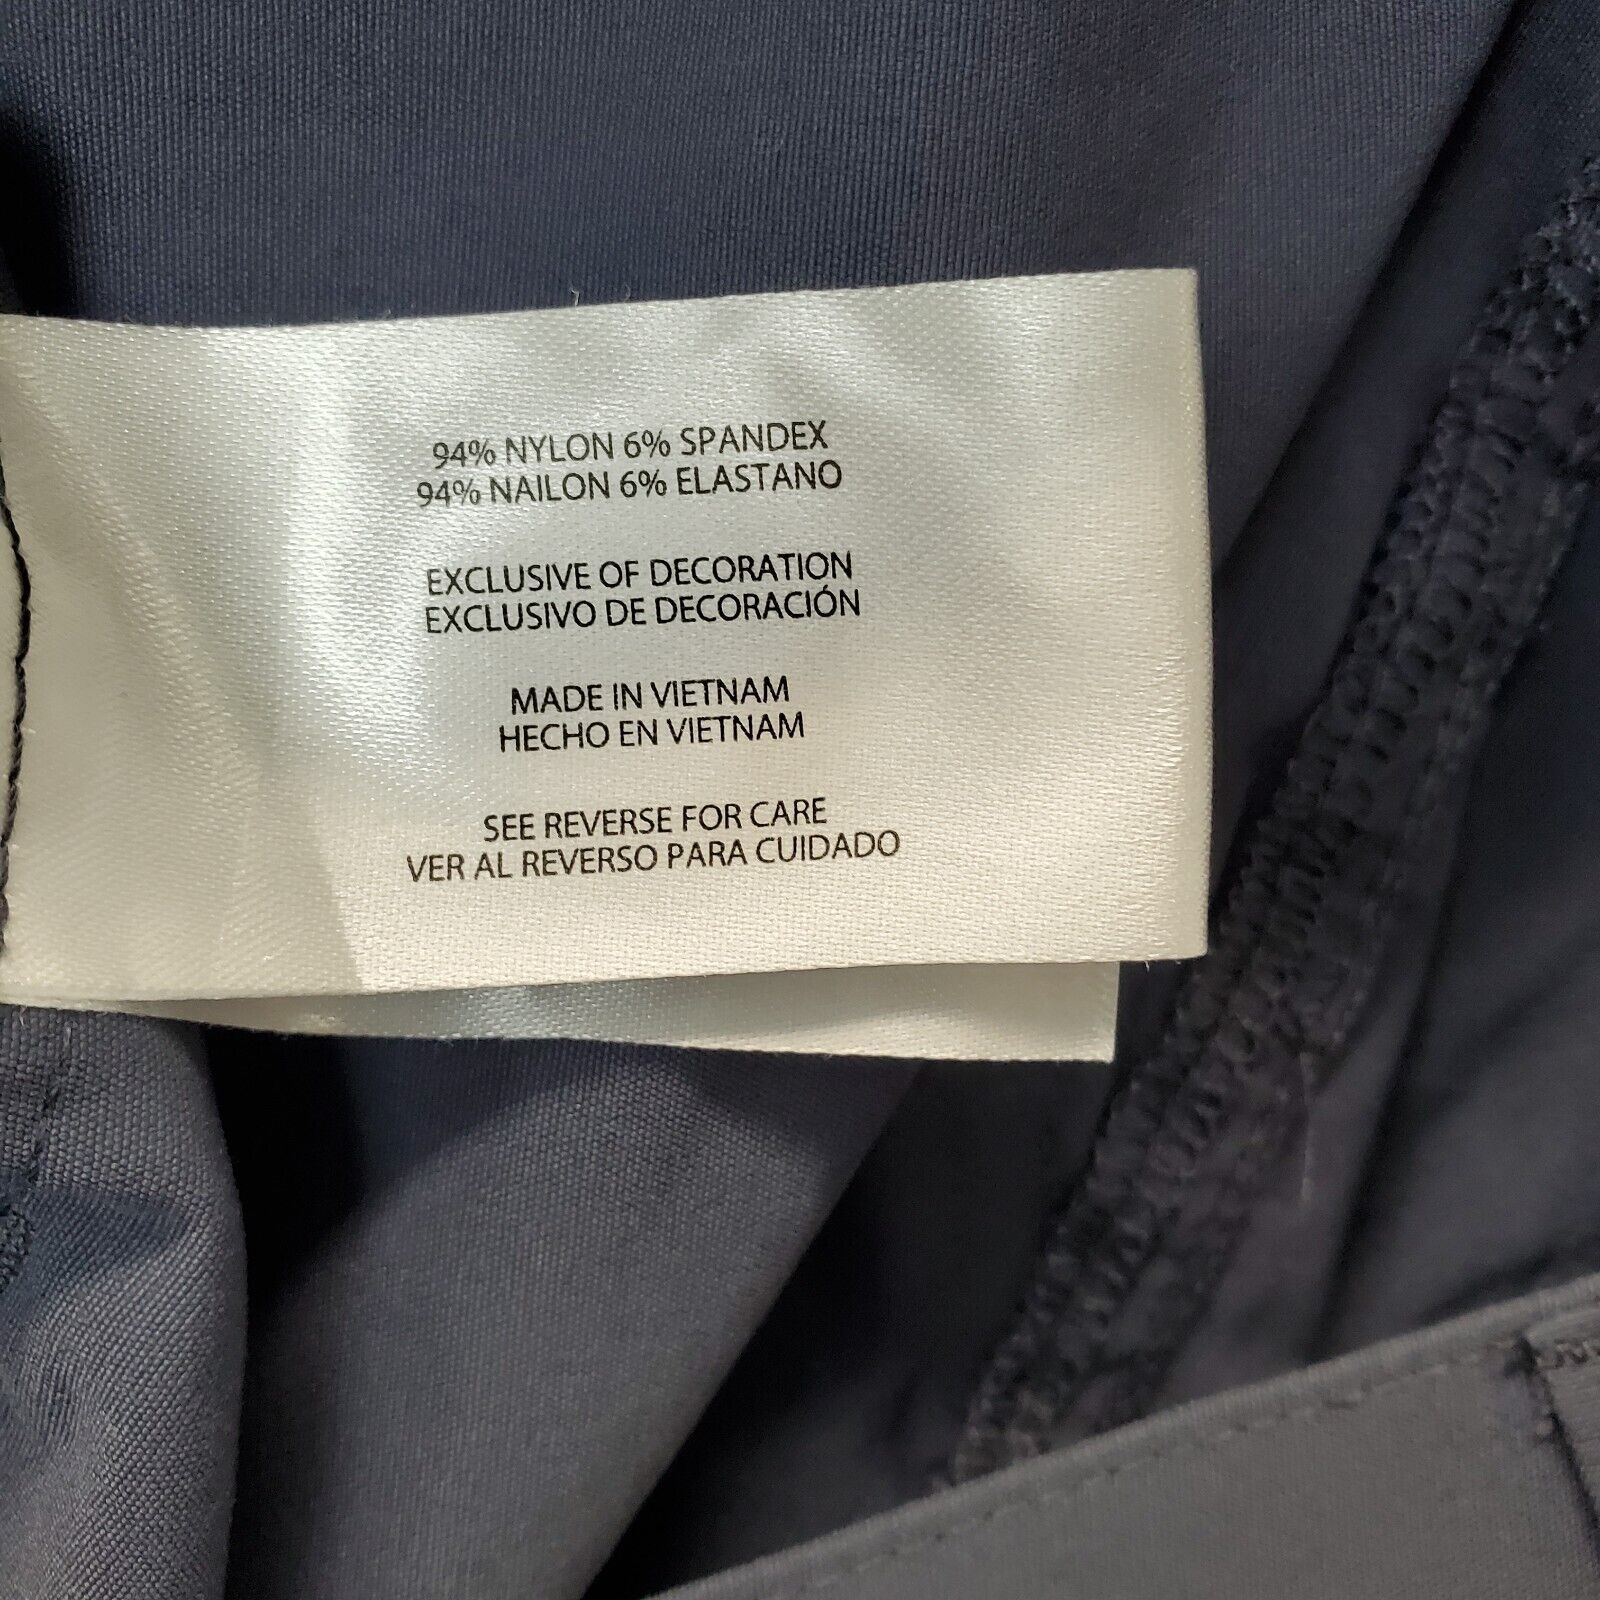 94% NYLON 6% SPANDEX
94% NAILON 6% ELASTANO
EXCLUSIVE OF DECORATION
EXCLUSIVO DE DECORACIÓN
MADE IN VIETNAM
HECHO EN VIETNAM
SEE REVERSE FOR CARE
VER AL REVERSO PARA CUIDADO